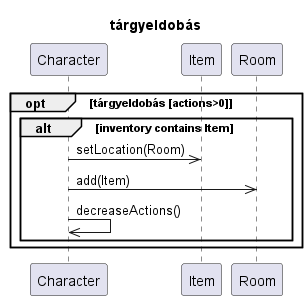 tárgyeldobás
Character Item Room
opt [tárgyeldobás [actions>0]]
alt [inventory contains Item]
setLocation(Room)
add(Item)
decreaseActions()
Character Item Room